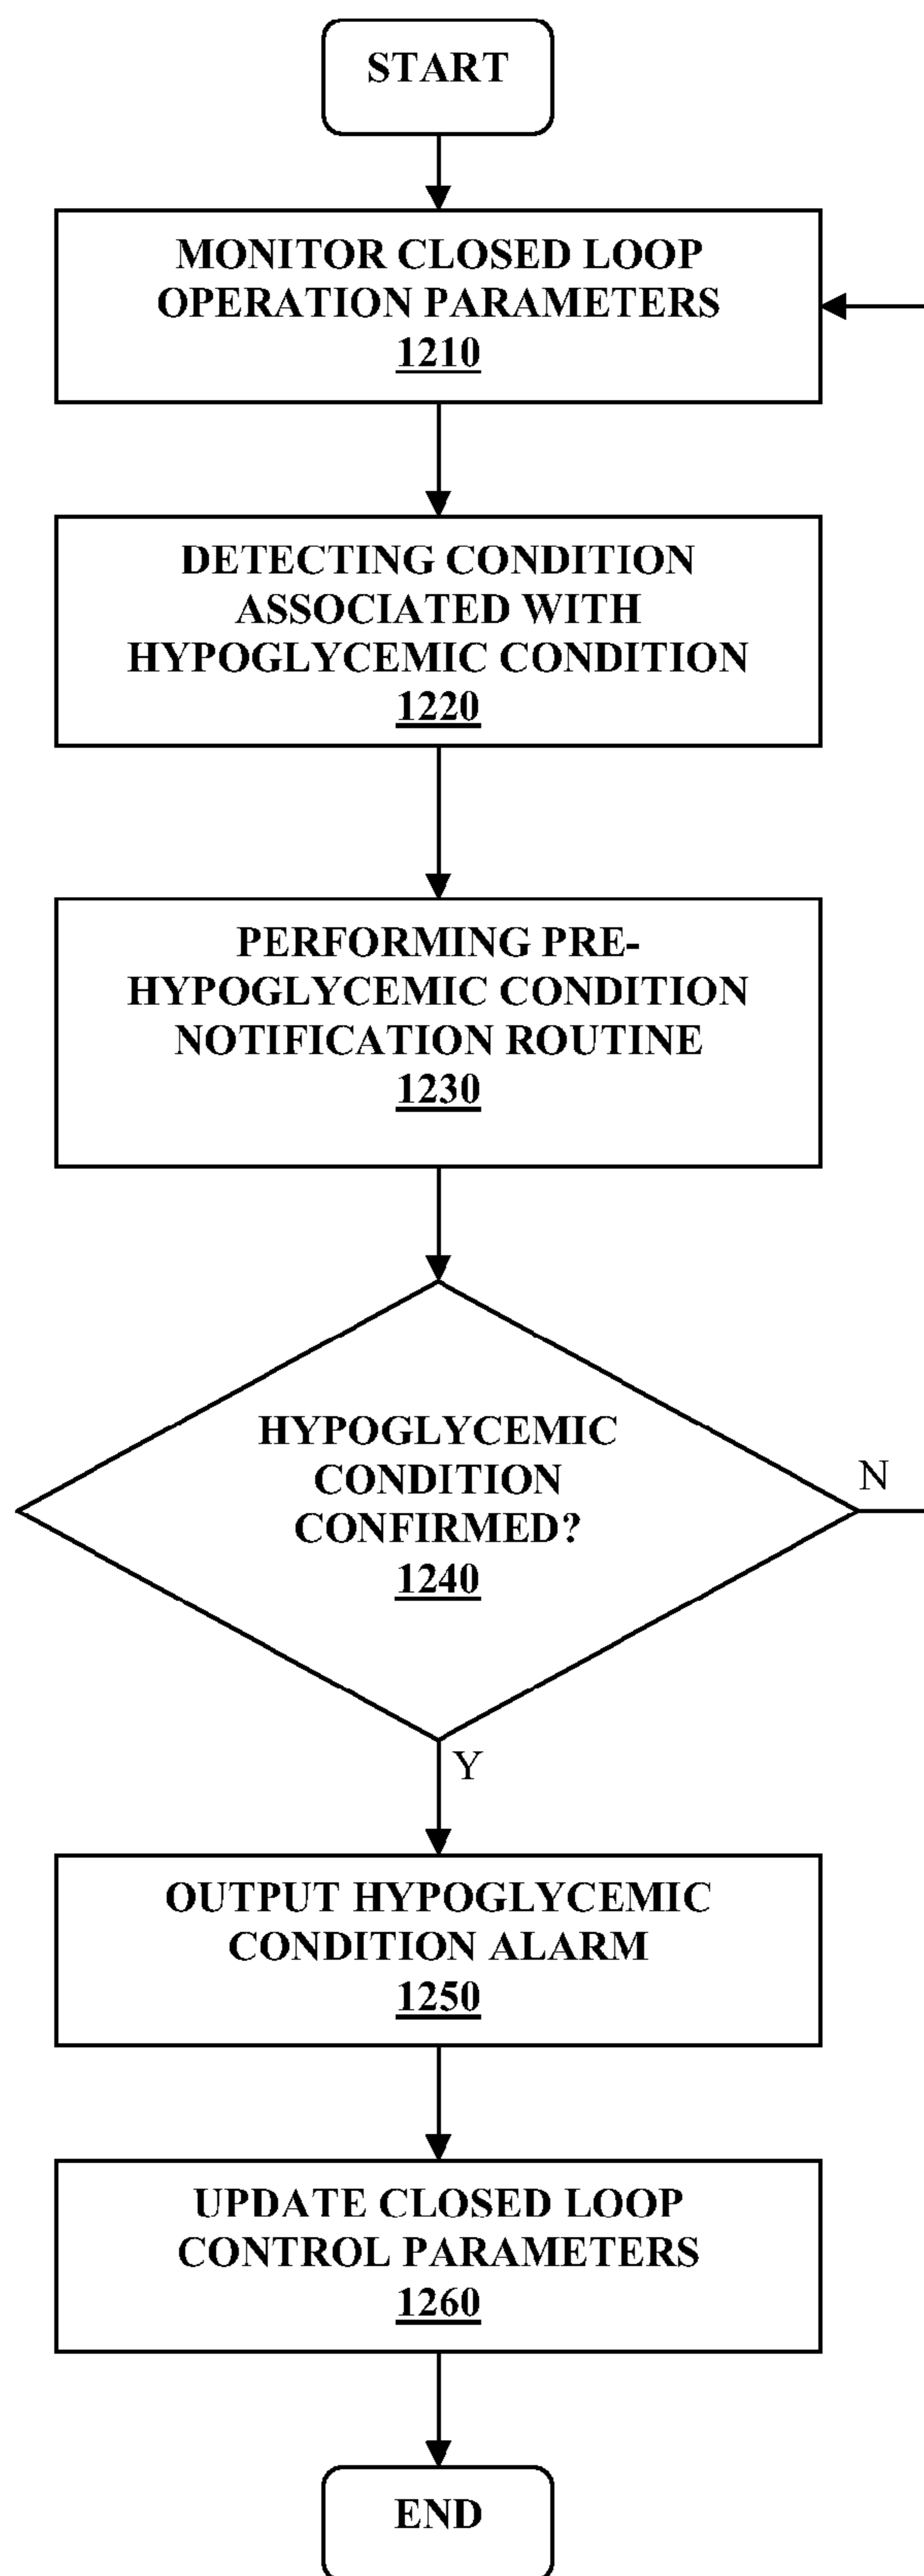 START
MONITOR CLOSED LOOP
OPERATION PARAMETERS
1210
DETECTING CONDITION
ASSOCIATED WITH
HYPOGLYCEMIC CONDITION
1220
PERFORMING PRE-
HYPOGLYCEMIC CONDITION
NOTIFICATION ROUTINE
1230
HYPOGLYCEMIC
CONDITION
CONFIRMED?
1240
N
Y
OUTPUT HYPOGLYCEMIC
CONDITION ALARM
1250
UPDATE CLOSED LOOP
CONTROL PARAMETERS
1260
END